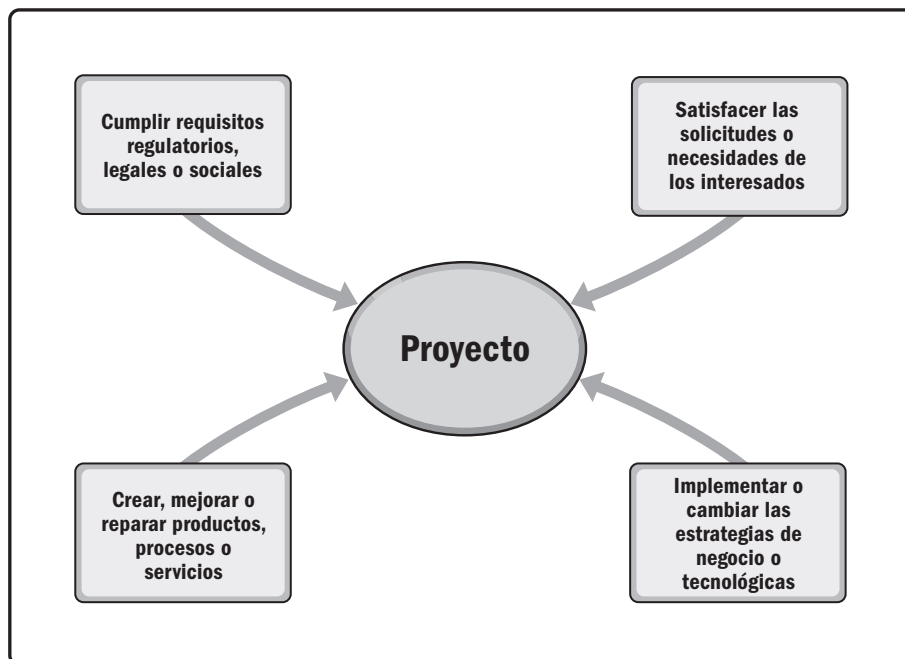 Cumplir requisitos
regulatorios,
legales o sociales
Satisfacer las
solicitudes o
necesidades de
los interesados
Proyecto
Crear, mejorar o
reparar productos,
procesos o
servicios
Implementar o
cambiar las
estrategias de
negocio o
tecnológicas